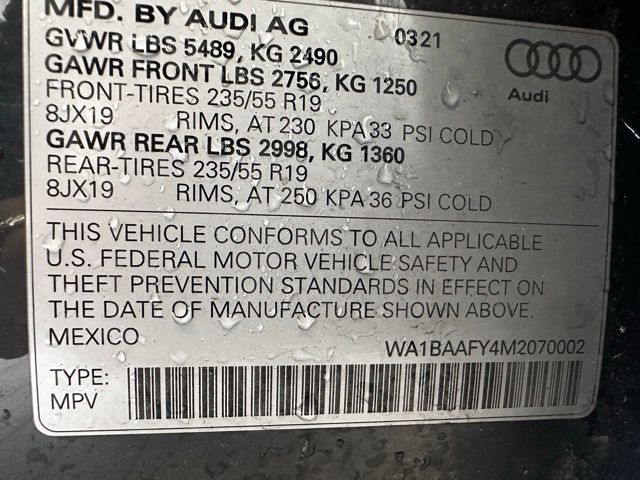 MFD. BY AUDI AG 0321
GVWR LBS 5489, KG 2490
GAWR FRONT LBS 2756, KG 1250
Audi
FRONT-TIRES 235/55 R19
8JX19 RIMS, AT 230 KPA 33 PSI COLD
GAWR REAR LBS 2998, KG 1360
REAR-TIRES 235/55 R19
8JX19 RIMS, AT 250 KPA 36 PSI COLD
THIS VEHICLE CONFORMS TO ALL APPLICABLE
U.S. FEDERAL MOTOR VEHICLE SAFETY AND
THEFT PREVENTION STANDARDS IN EFFECT ON
THE DATE OF MANUFACTURE SHOWN ABOVE.
MEXICO WA1BAAFY4M2070002
TYPE:
MPV